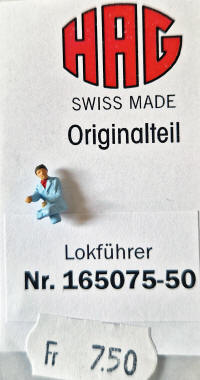 HAG
SWISS MADE
Originalteil
Lokführer
Nr. 165075-50
Fr 7.50